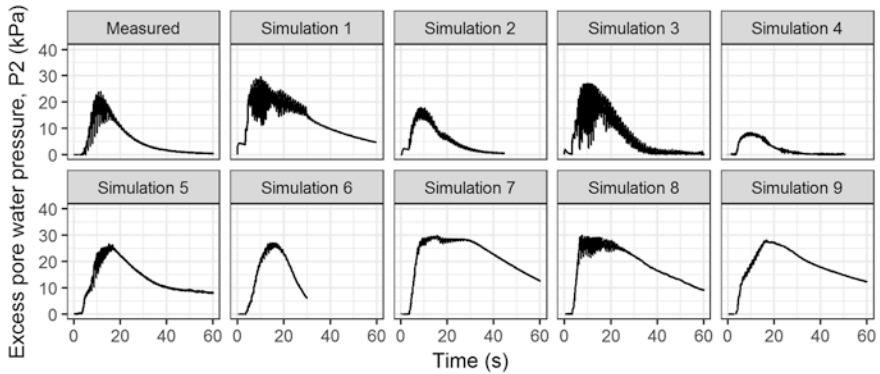 Excess pore water pressure, P2 (kPa)
Measured Simulation 1 Simulation 2 Simulation 3 Simulation 4
40
30
20
10
0
Simulation 5 Simulation 6 Simulation 7 Simulation 8 Simulation 9
40
30
20
10
0
0 20 40 60 0 20 40 60 0 20 40 60 0 20 40 60 0 20 40 60
Time (s)